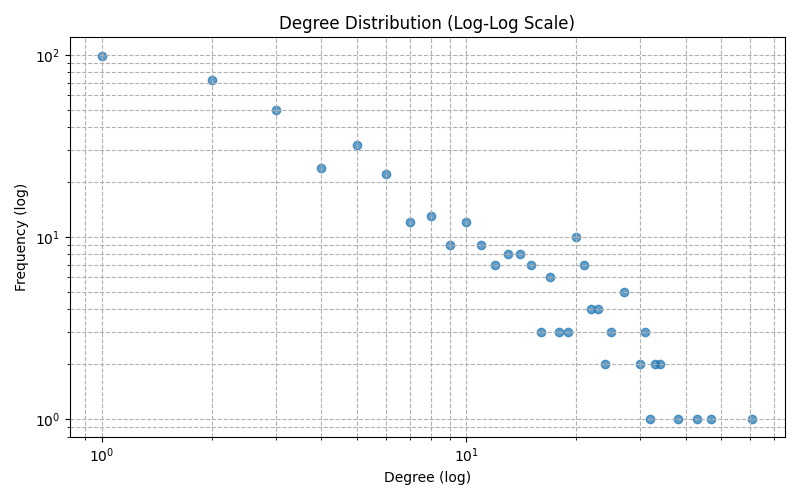 Degree Distribution (Log-Log Scale)
10²
10¹
10⁰
Frequency (log)
10⁰ 10¹
Degree (log)